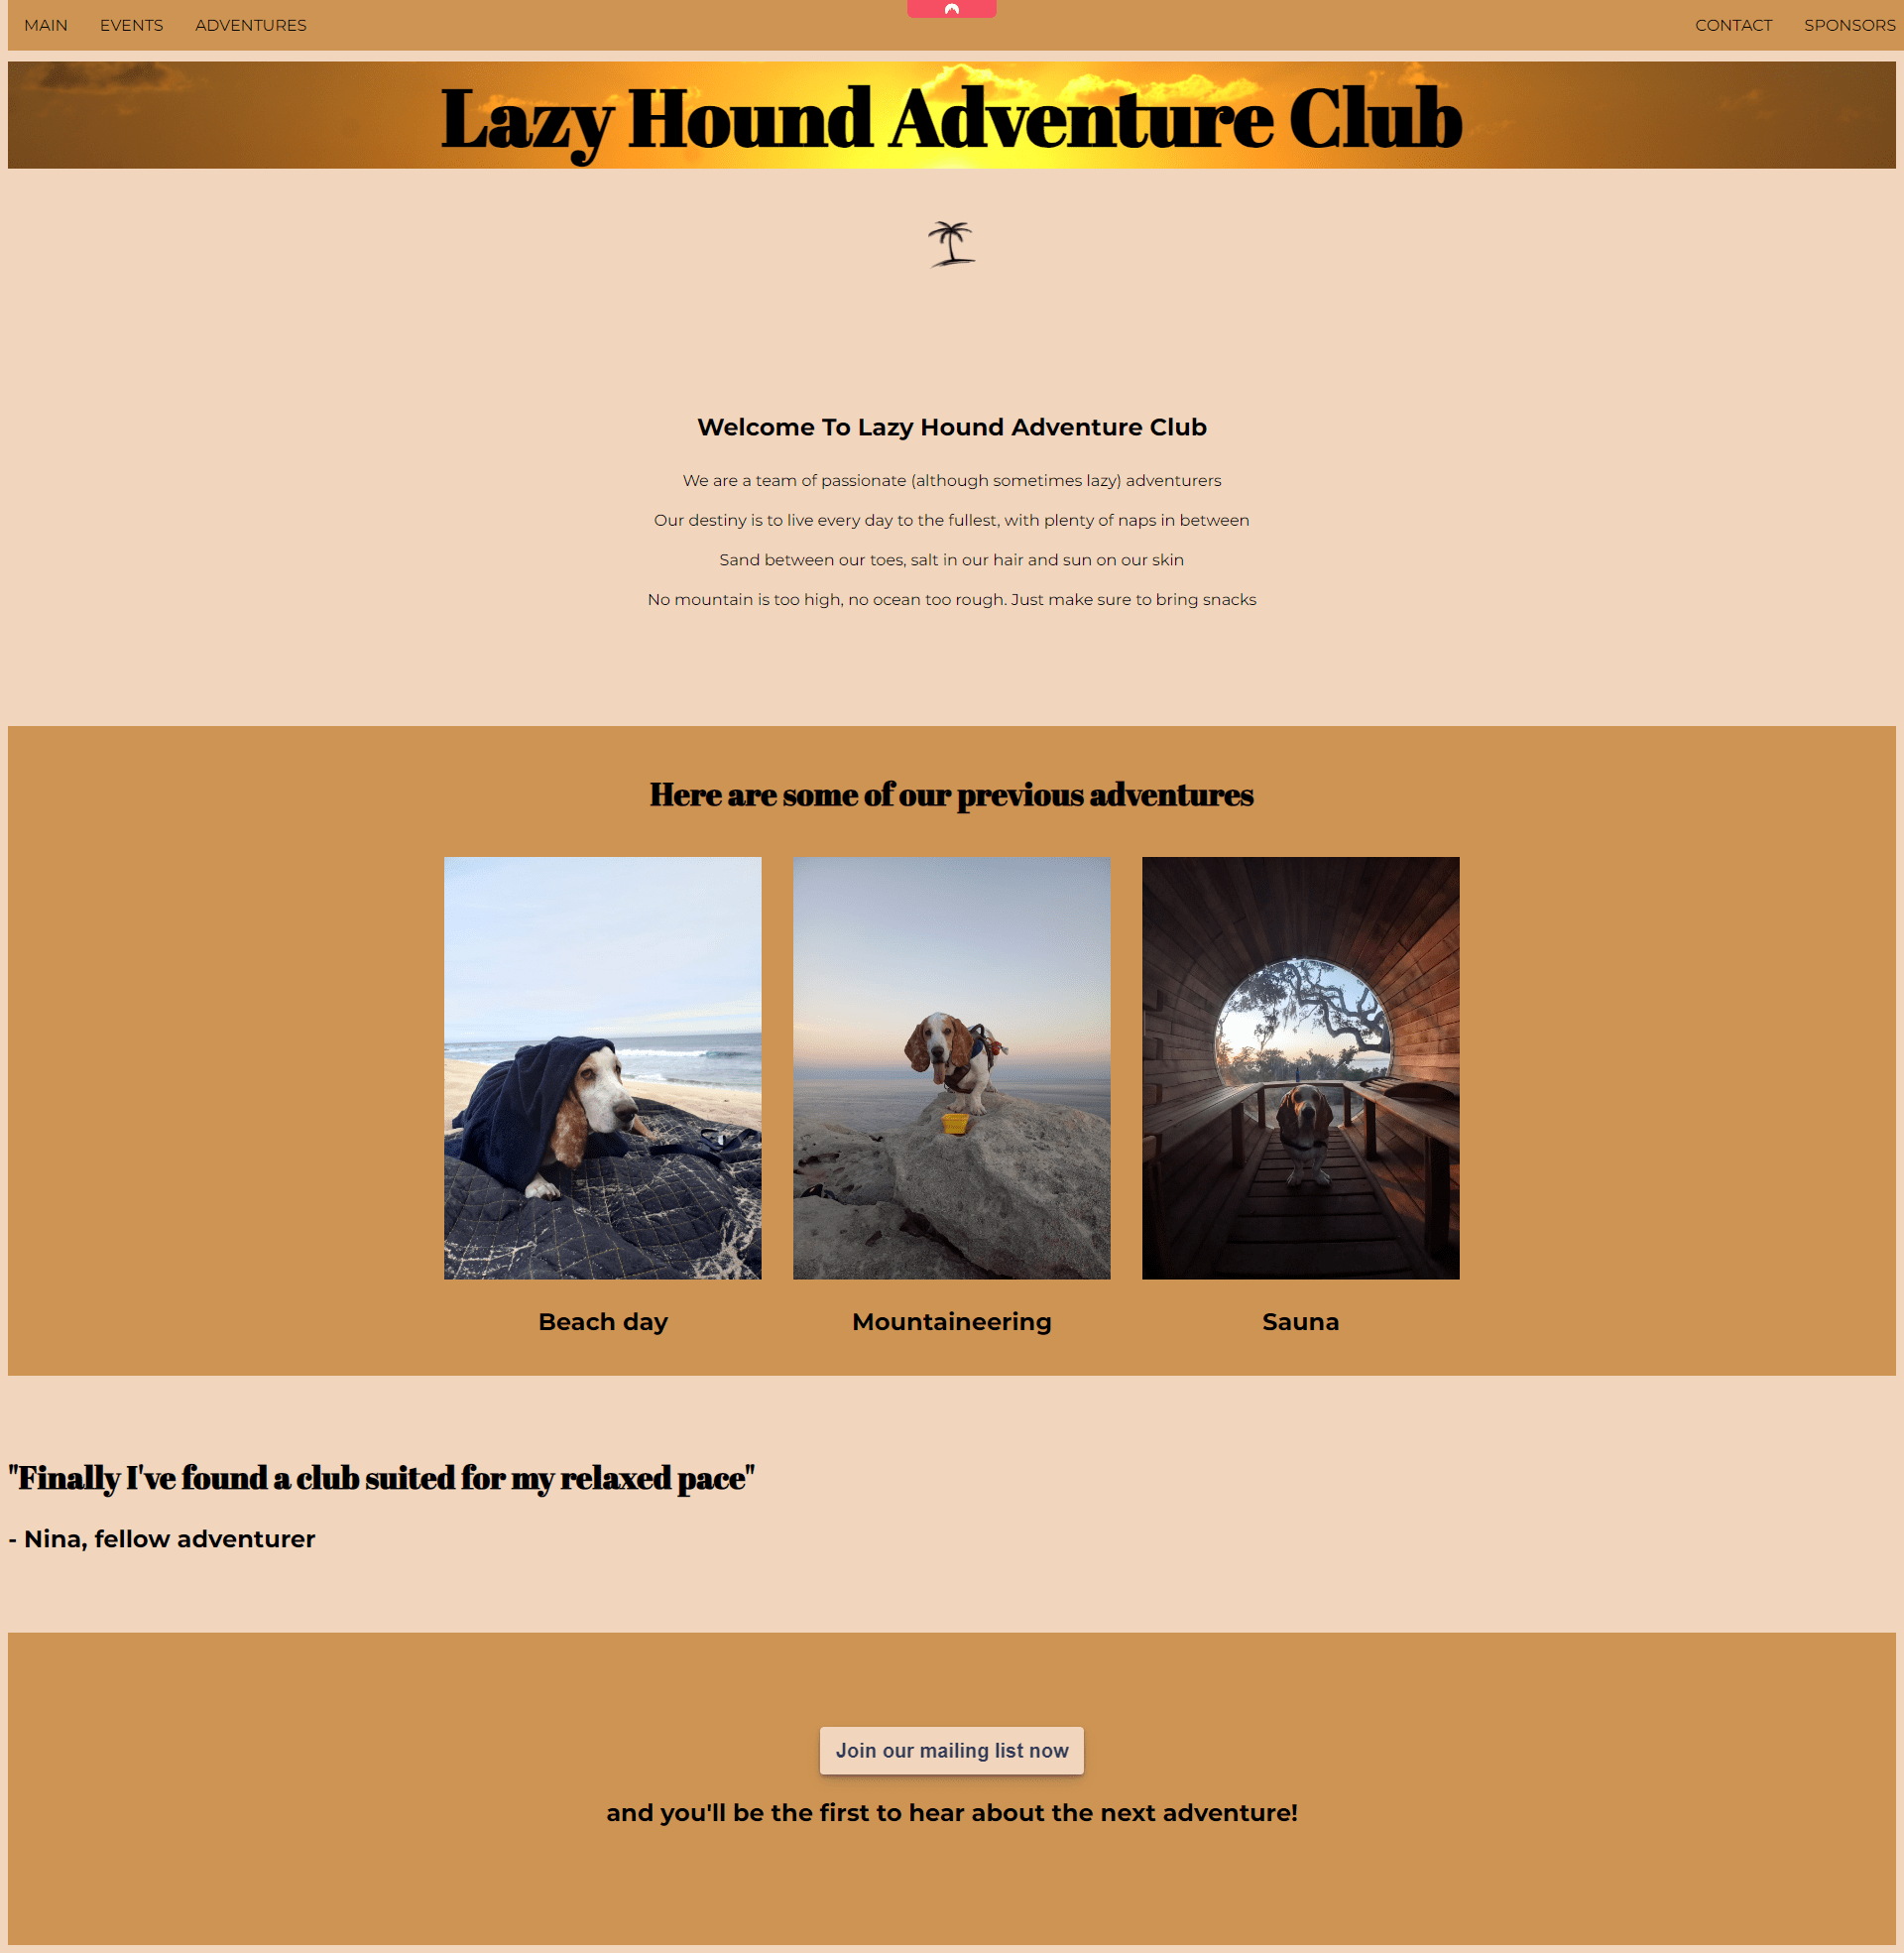 MAIN EVENTS ADVENTURES CONTACT SPONSORS
Lazy Hound Adventure Club
Welcome To Lazy Hound Adventure Club
We are a team of passionate (although sometimes lazy) adventurers
Our destiny is to live every day to the fullest, with plenty of naps in between
Sand between our toes, salt in our hair and sun on our skin
No mountain is too high, no ocean too rough. Just make sure to bring snacks
Here are some of our previous adventures
Beach day
Mountaineering
Sauna
"Finally I've found a club suited for my relaxed pace"
- Nina, fellow adventurer
Join our mailing list now
and you'll be the first to hear about the next adventure!